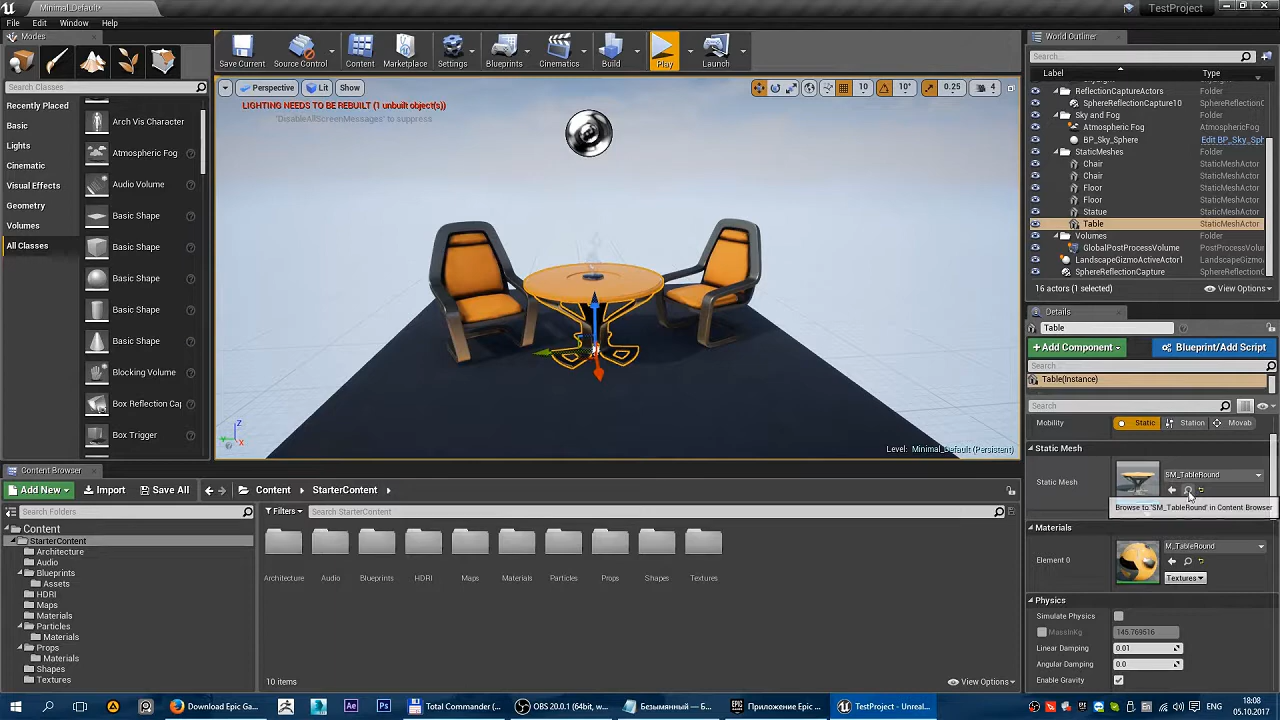 Minimal_Default*
TestProject
File Edit Window Help
Modes
Search Classes
Recently Placed
Basic
Lights
Cinematic
Visual Effects
Geometry
Volumes
All Classes
Arch Vis Character
Atmospheric Fog
Audio Volume
Basic Shape
Basic Shape
Basic Shape
Basic Shape
Basic Shape
Blocking Volume
Box Reflection Cap
Box Trigger
Save Current
Source Control
Content
Marketplace
Settings
Blueprints
Cinematics
Build
Play
Launch
Perspective
Lit
Show
10
10°
0.25
4
LIGHTING NEEDS TO BE REBUILT (1 unbuilt object(s))
'DisableAllScreenMessages' to suppress
Z
X
Level: Minimal_Default (Persistent)
World Outliner
Search...
Label
Type
ReflectionCaptureActors Folder
SphereReflectionCapture10 SphereReflectionC
Sky and Fog Folder
Atmospheric Fog AtmosphericFog
BP_Sky_Sphere Edit BP_Sky_Sph
StaticMeshes Folder
Chair StaticMeshActor
Chair StaticMeshActor
Floor StaticMeshActor
Floor StaticMeshActor
Statue StaticMeshActor
Table StaticMeshActor
Volumes Folder
GlobalPostProcessVolume PostProcessVolum
LandscapeGizmoActiveActor1 LandscapeGizmoA
SphereReflectionCapture SphereReflectionC
16 actors (1 selected)
View Options
Details
Table
+Add Component
Blueprint/Add Script
Search
Table(Instance)
Search
Mobility
Static
Station
Movab
Static Mesh
Static Mesh
SM_TableRound
Browse to 'SM_TableRound' in Content Browser
Materials
Element 0
M_TableRound
Textures
Physics
Simulate Physics
MassInKg 145.769516
Linear Damping 0.01
Angular Damping 0.0
Enable Gravity
Content Browser
Add New
Import
Save All
Content
StarterContent
Search Folders
Filters
Search StarterContent
Content
StarterContent
Architecture
Audio
Blueprints
Assets
HDRI
Maps
Materials
Particles
Materials
Props
Materials
Shapes
Textures
Architecture
Audio
Blueprints
HDRI
Maps
Materials
Particles
Props
Shapes
Textures
10 items
View Options
Download Epic Ga...
Ae
Ps
Total Commander (...
OBS 20.0.1 (64bit, w...
Безымянный — Б...
Приложение Epic ...
TestProject - Unreal...
18:08
05.10.2017